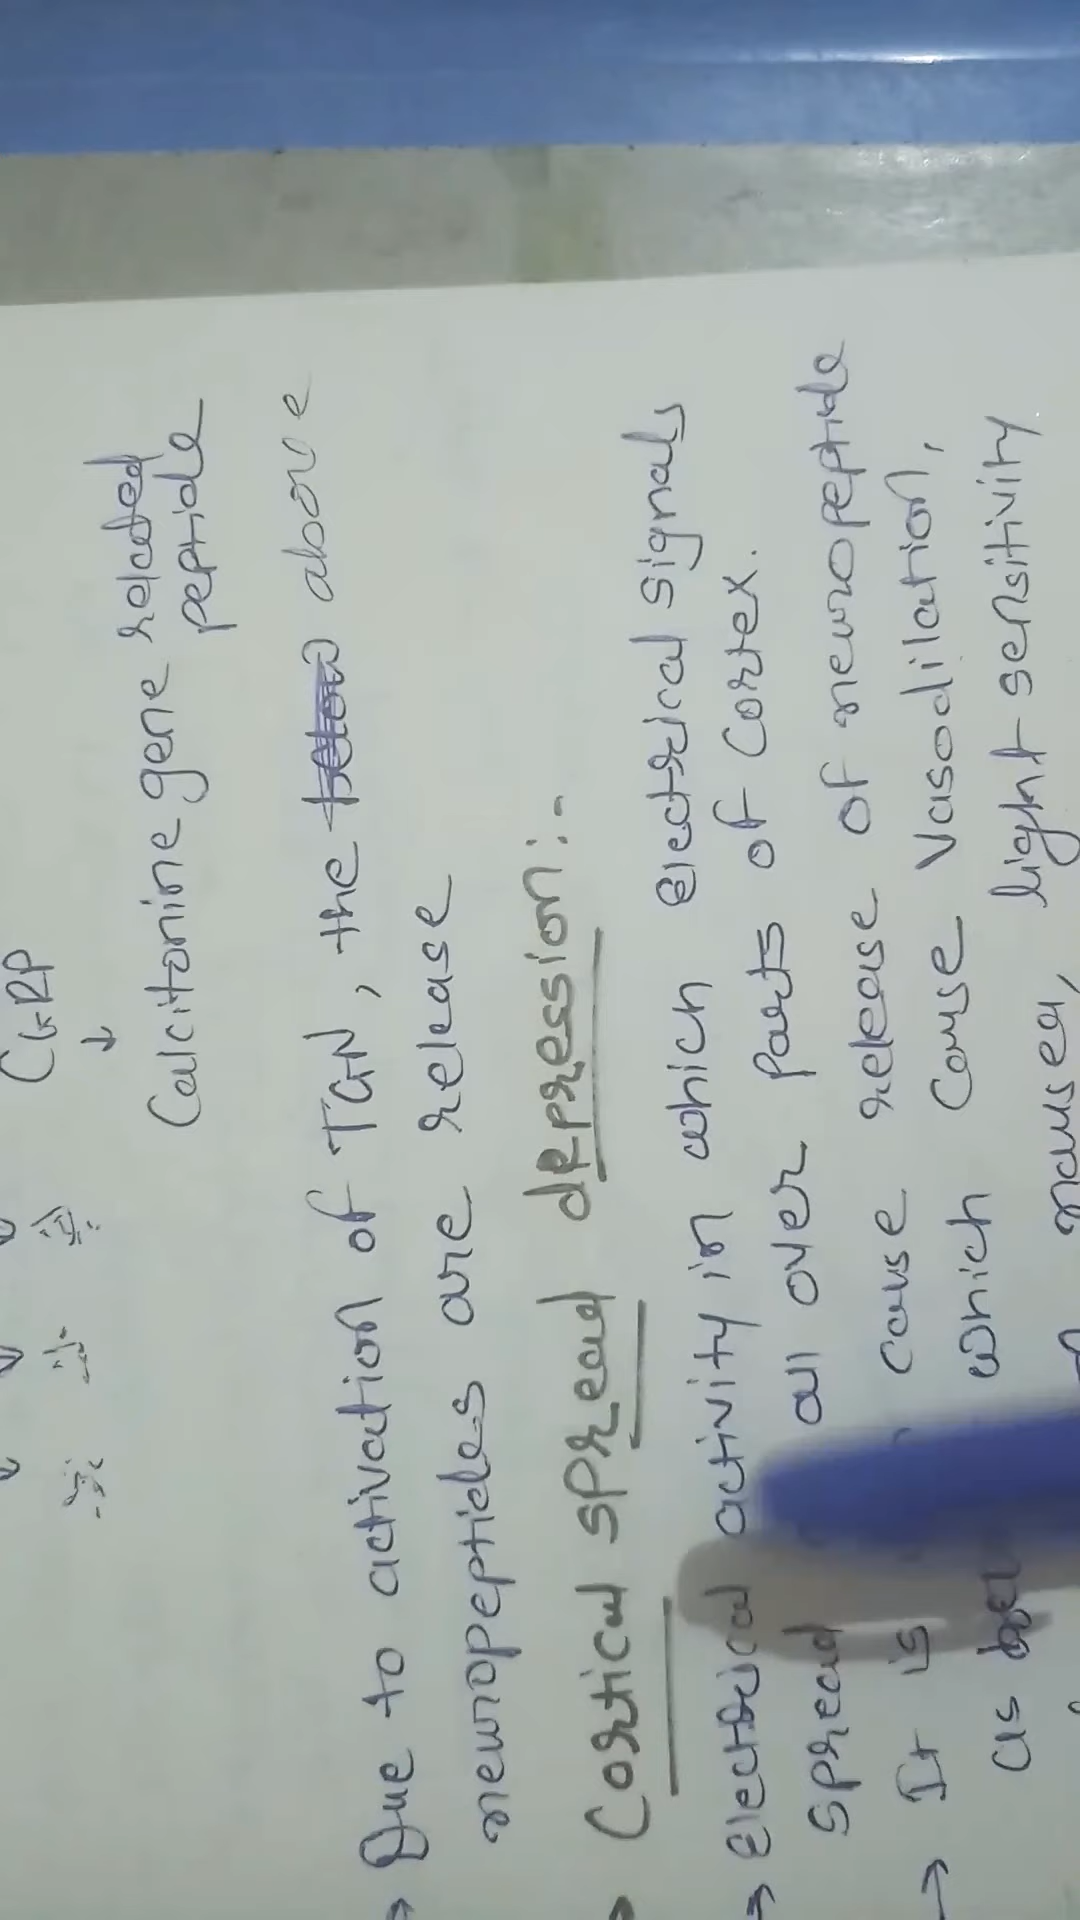 CGRP
↓
Calcitonine gene related
peptide
→ Due to activation of TGN, the above
neuropeptides are release
→ Cortical spread depression:-
→ Electrical activity in which electrical signals
spread all over parts of cortex.
→ It is cause release of neuropeptide
as which cause vasodilation,
nausea, light sensitivity